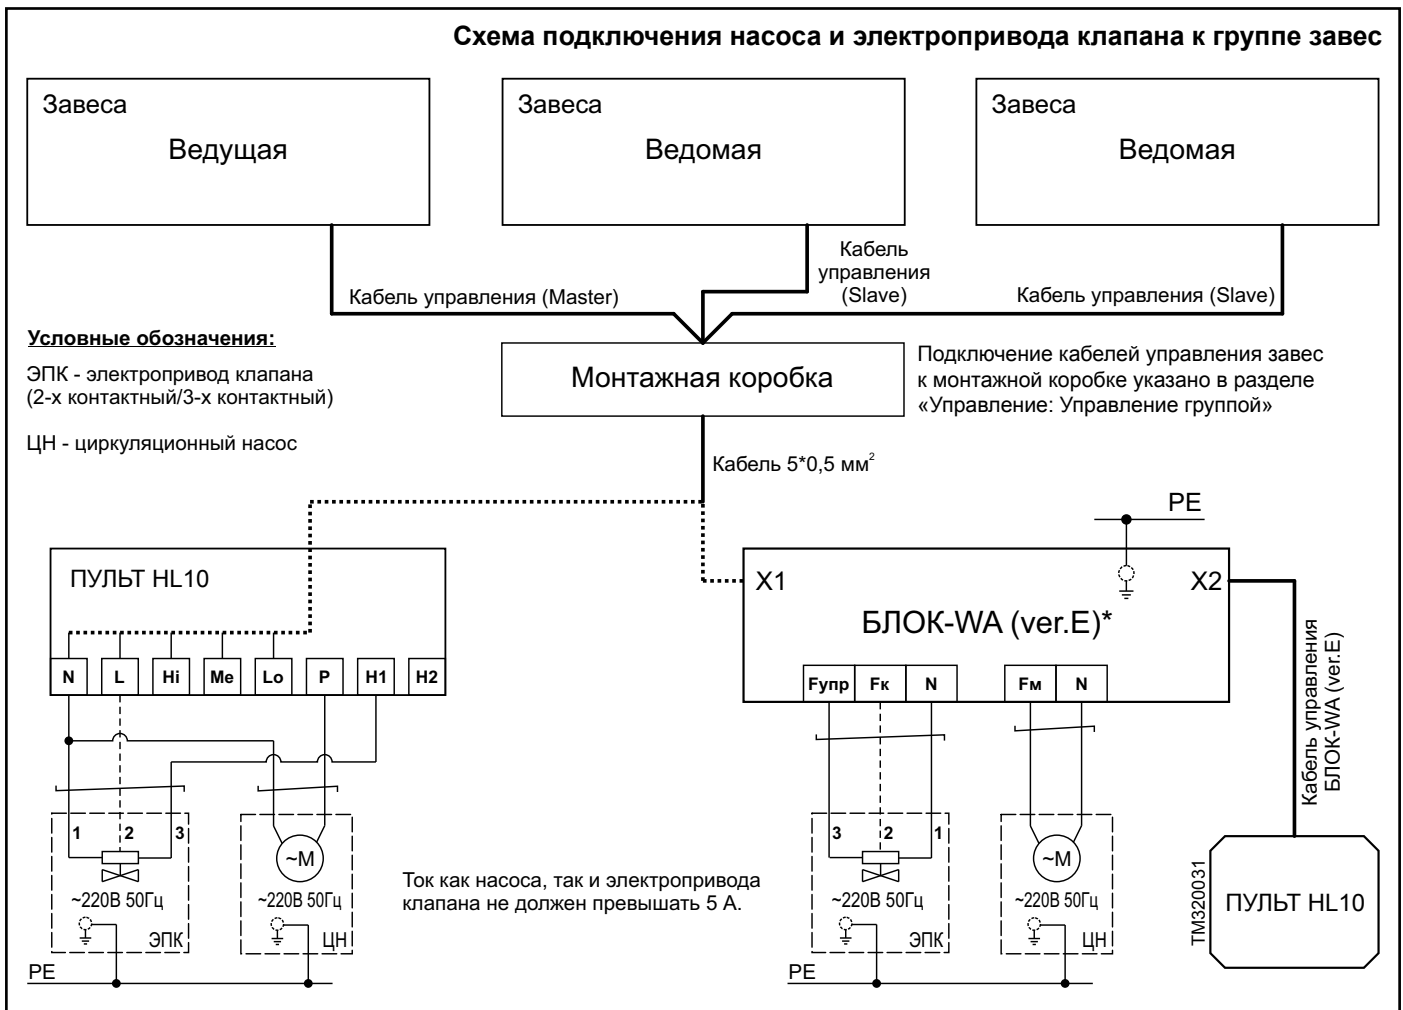 Схема подключения насоса и электропривода клапана к группе завес
Завеса
Ведущая
Завеса
Ведомая
Завеса
Ведомая
Кабель управления (Master)
Кабель
управления
(Slave)
Кабель управления (Slave)
Условные обозначения:
ЭПК - электропривод клапана
(2-х контактный/3-х контактный)
ЦН - циркуляционный насос
Монтажная коробка
Подключение кабелей управления завес
к монтажной коробке указано в разделе
«Управление: Управление группой»
Кабель 5*0,5 мм²
ПУЛЬТ HL10
N L Hi Me Lo P H1 H2
1 2 3
~220В 50Гц
ЭПК
~M
~220В 50Гц
ЦН
PE
Ток как насоса, так и электропривода
клапана не должен превышать 5 А.
PE
X1
X2
БЛОК-WA (ver.E)*
Fупр Fк N
Fм N
3 2 1
~220В 50Гц
ЭПК
~M
~220В 50Гц
ЦН
PE
Кабель управления
БЛОК-WA (ver.E)
TM320031
ПУЛЬТ HL10